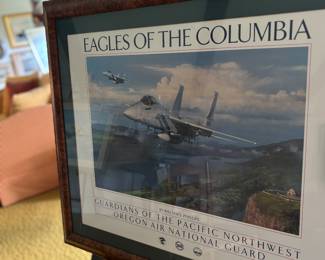 EAGLES OF THE COLUMBIA
GUARDIANS OF THE PACIFIC NORTHWEST
OREGON AIR NATIONAL GUARD